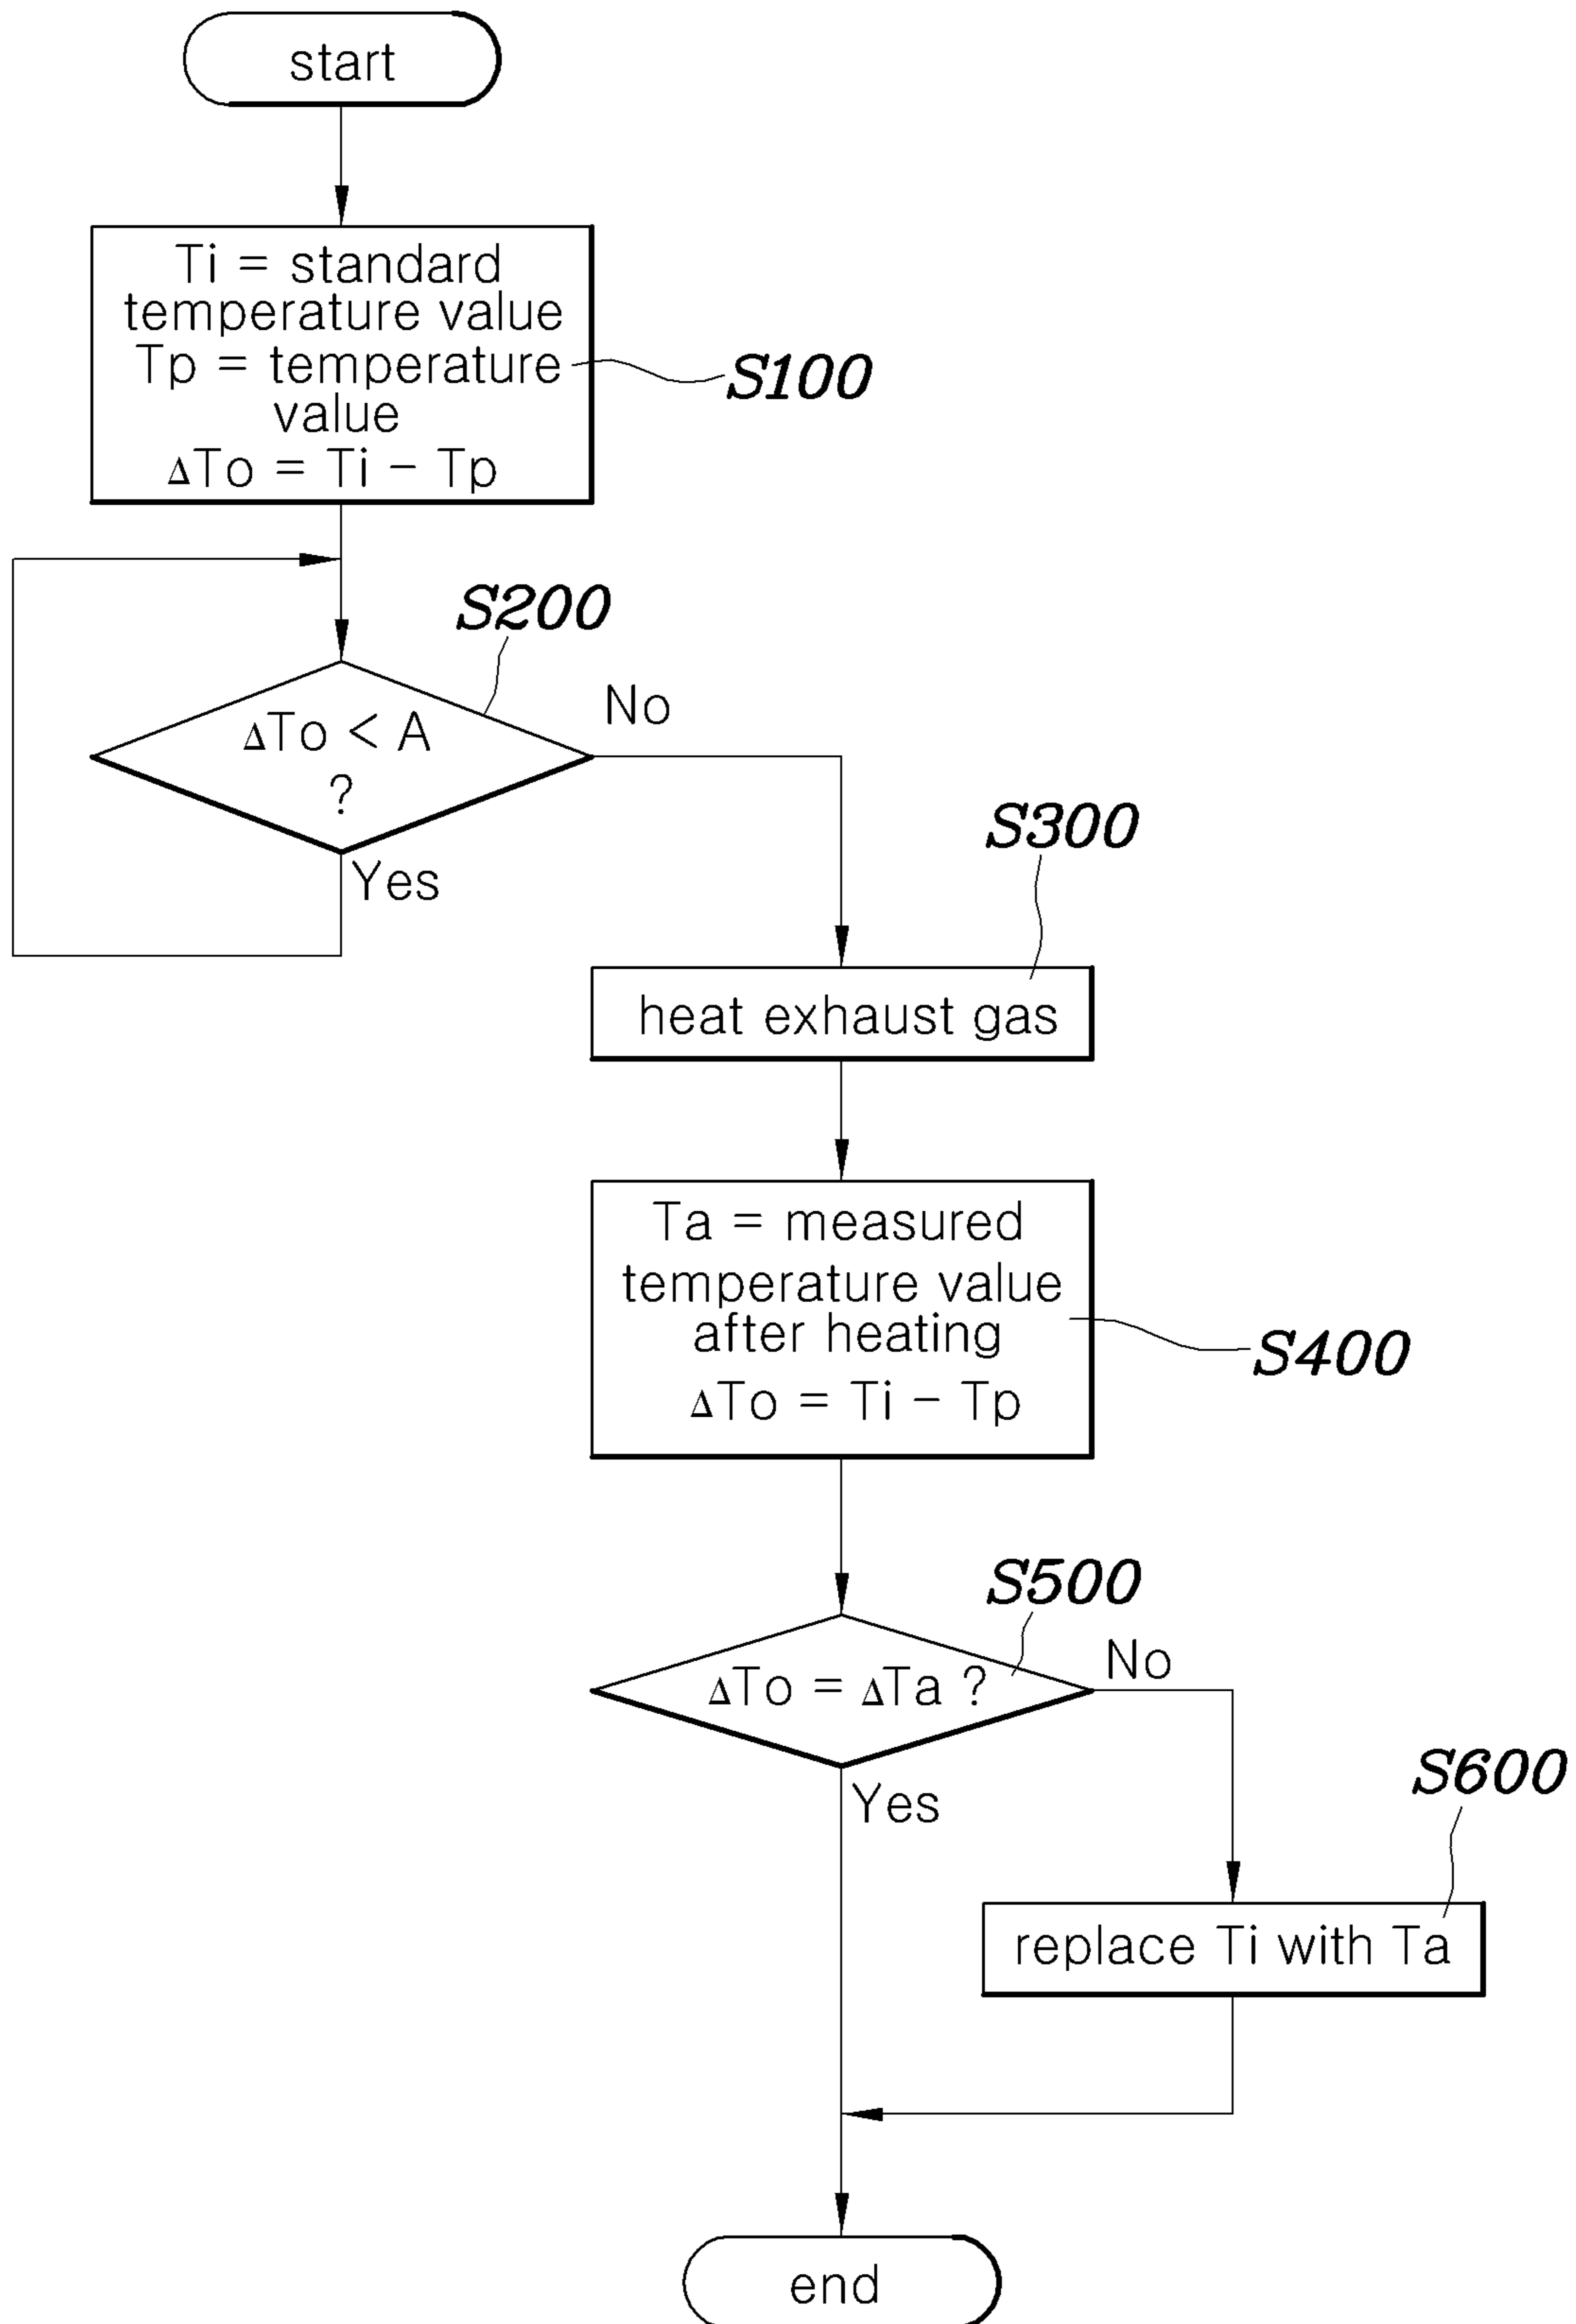 start
Ti = standard
temperature value
Tp = temperature
value
ΔTo = Ti - Tp
S100
S200
ΔTo < A
?
No
Yes
S300
heat exhaust gas
Ta = measured
temperature value
after heating
ΔTo = Ti - Tp
S400
S500
ΔTo = ΔTa ?
No
Yes
S600
replace Ti with Ta
end